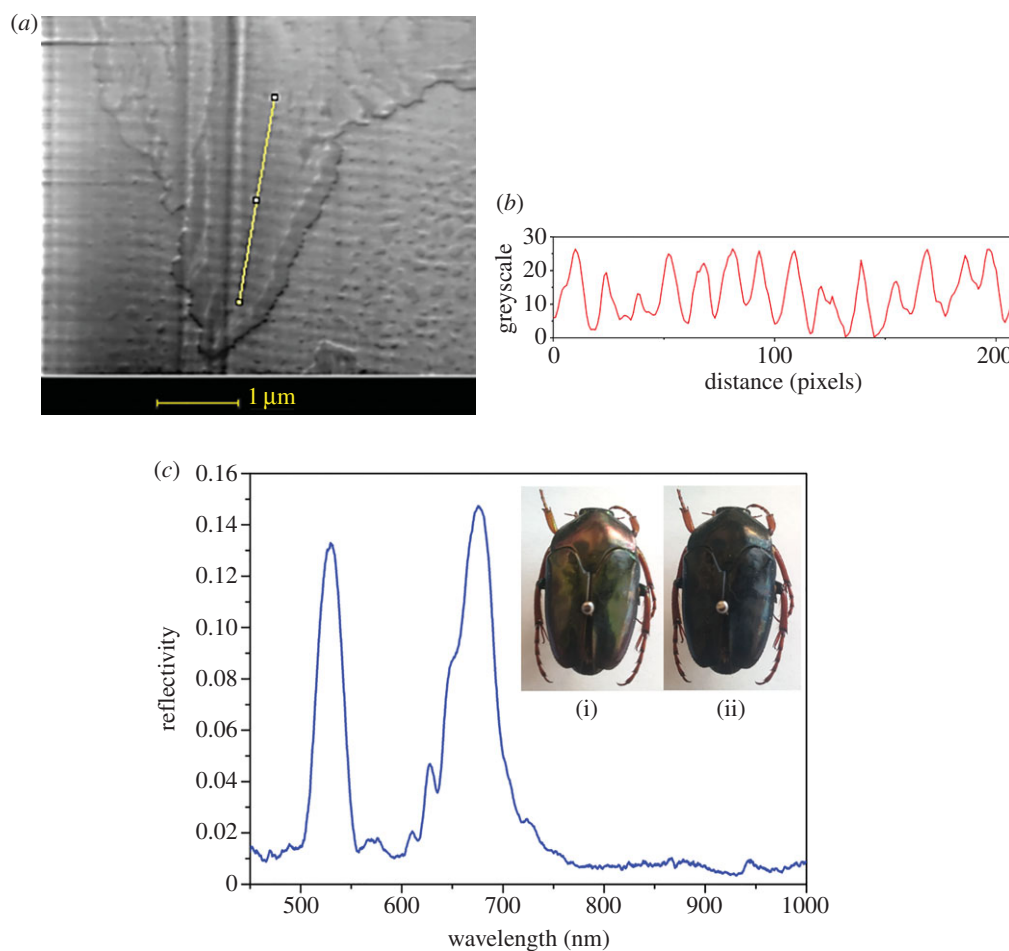 (a)
1 µm
(b)
30
20
10
0
greyscale
0 100 200
distance (pixels)
(c)
0.16
0.14
0.12
0.10
0.08
0.06
0.04
0.02
0
reflectivity
(i) (ii)
500 600 700 800 900 1000
wavelength (nm)